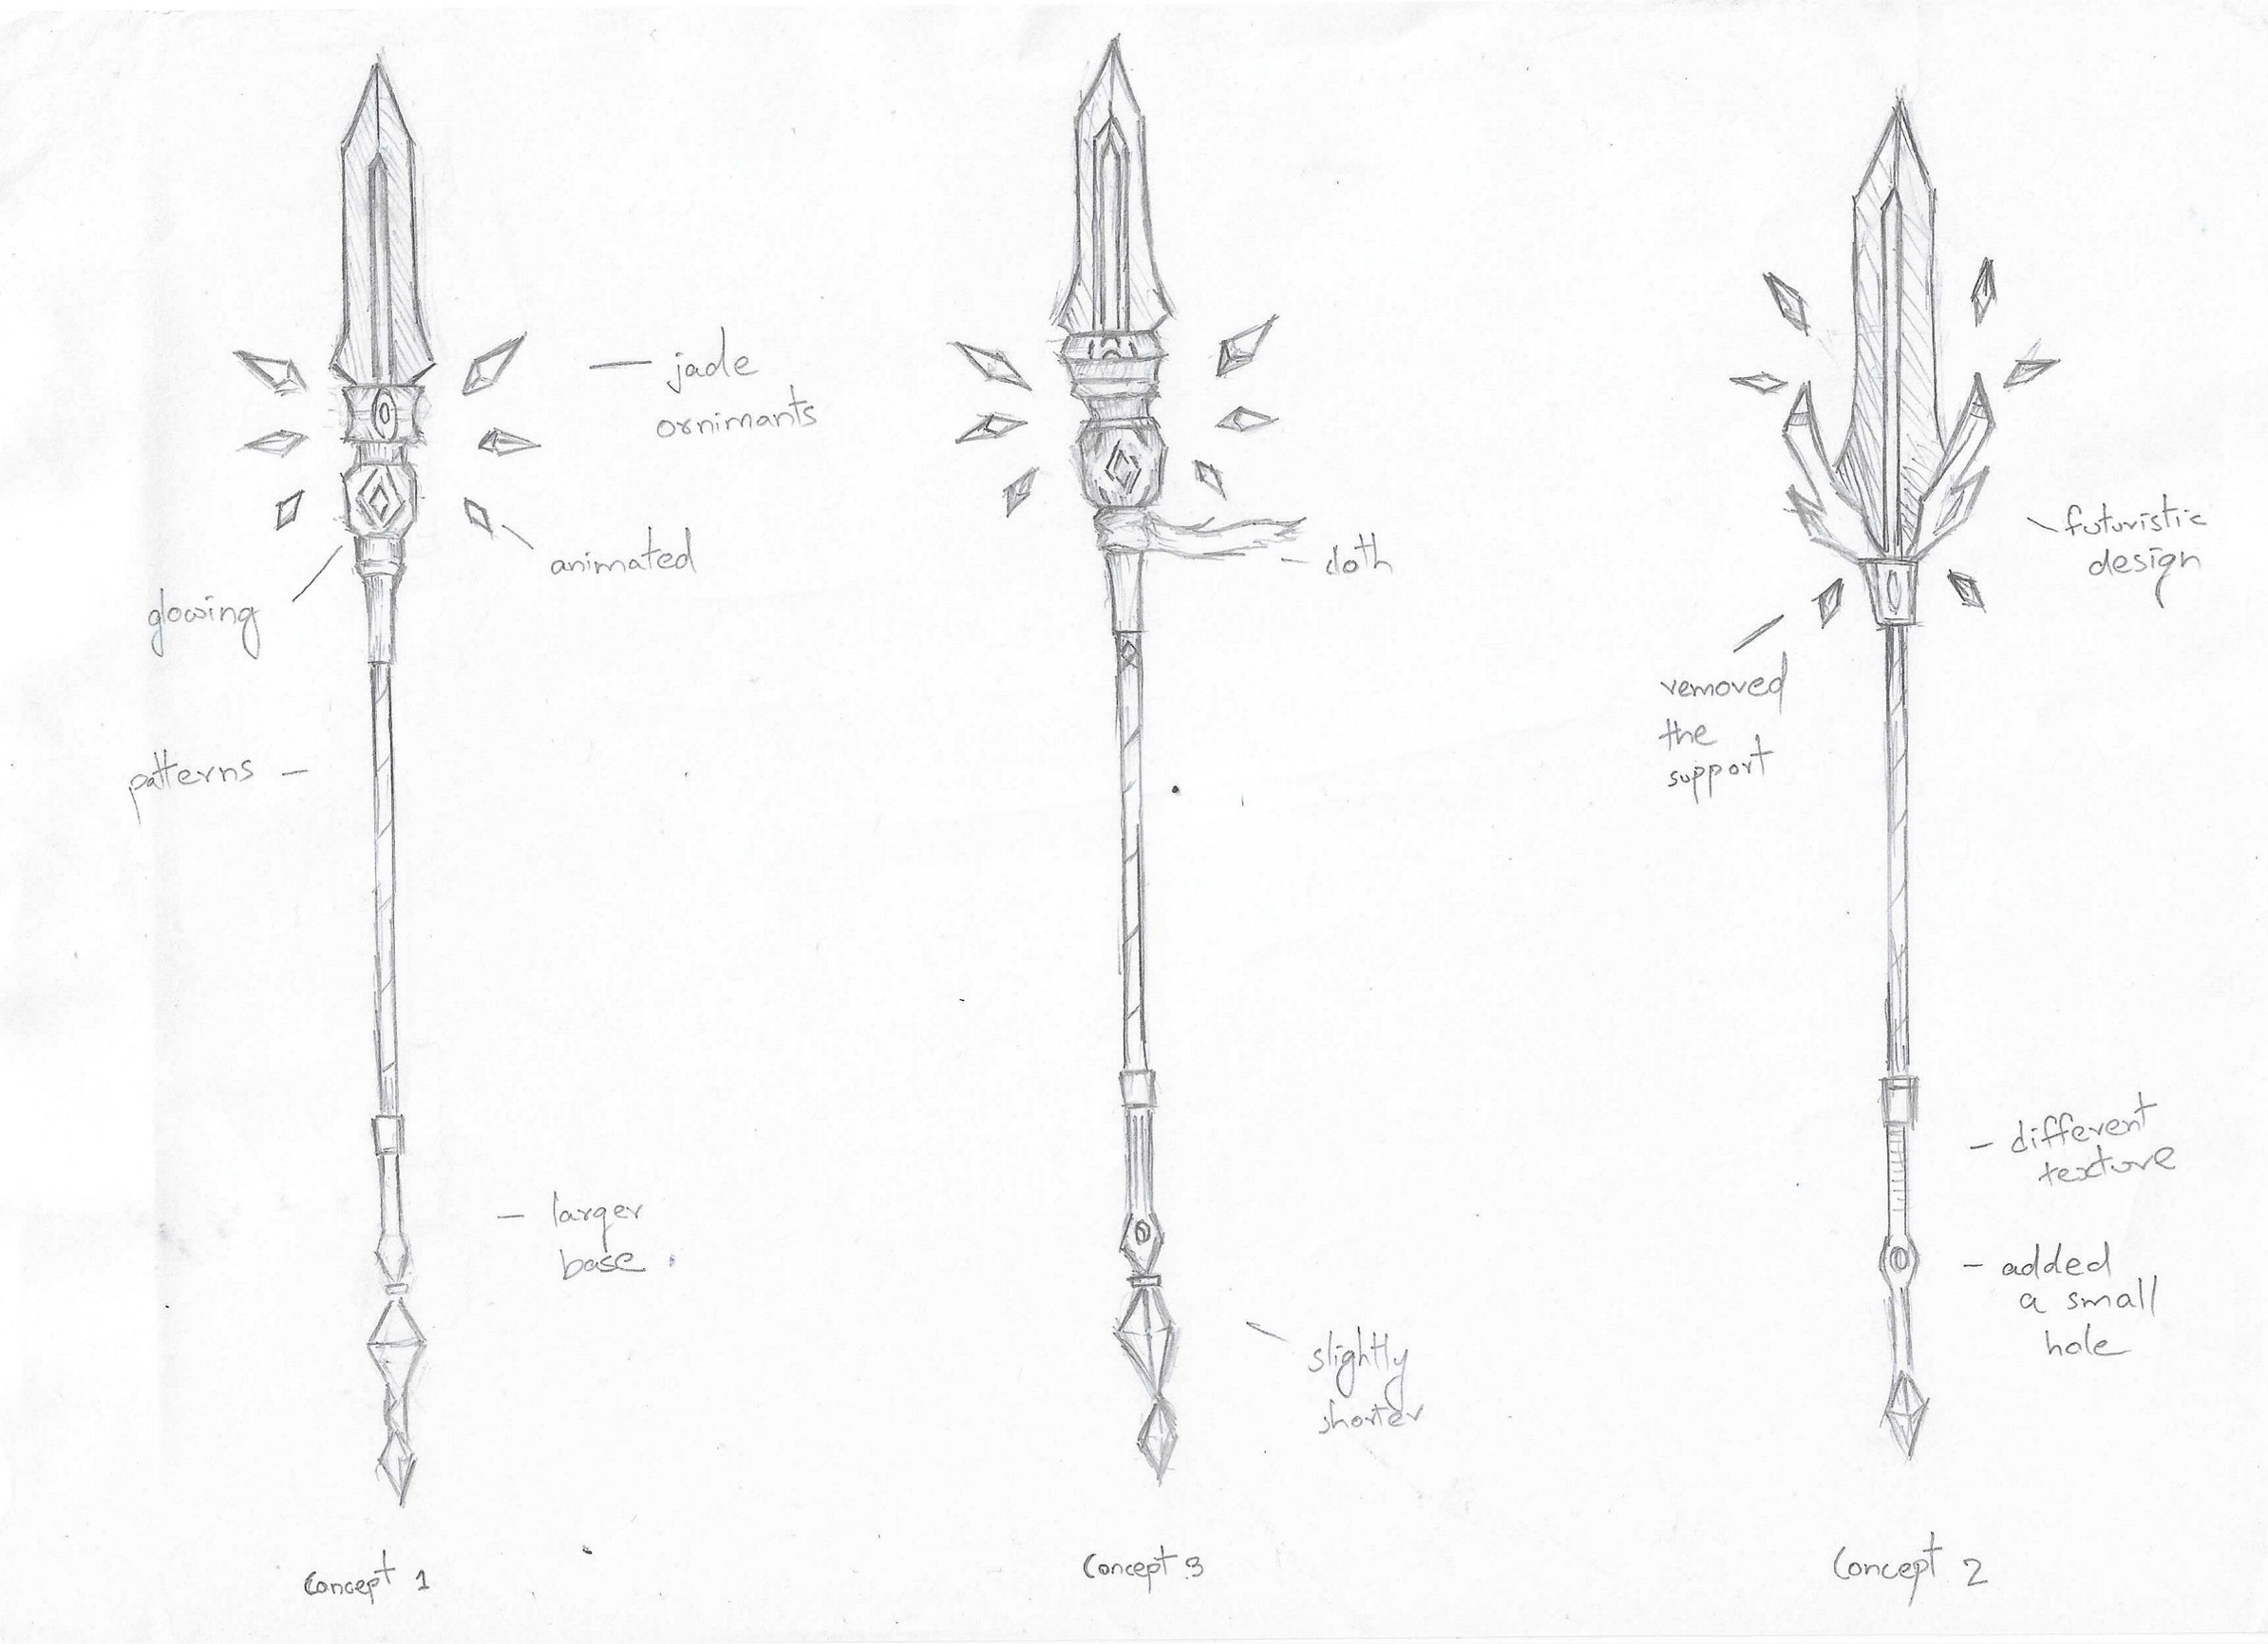 jade
ornimants
animated
glowing
patterns
larger
base
Concept 1
cloth
slightly
shorter
Concept 3
futuristic
design
removed
the
support
different
texture
added
a small
hole
Concept 2